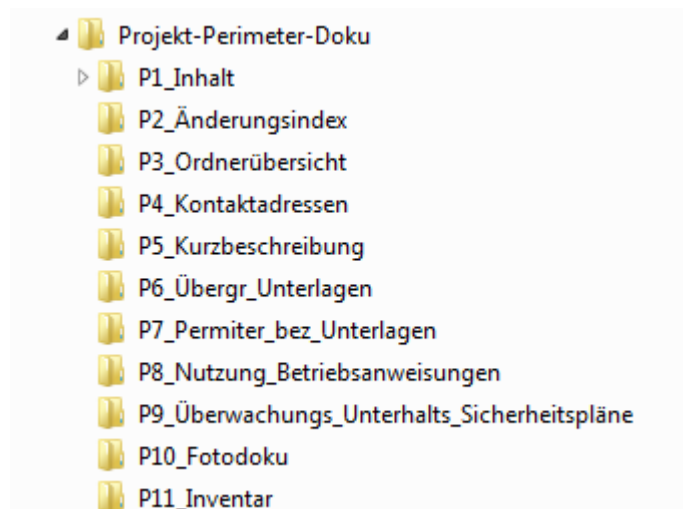 Projekt-Perimeter-Doku
P1_Inhalt
P2_Änderungsindex
P3_Ordnerübersicht
P4_Kontaktadressen
P5_Kurzbeschreibung
P6_Übergr_Unterlagen
P7_Permiter_bez_Unterlagen
P8_Nutzung_Betriebsanweisungen
P9_Überwachungs_Unterhalts_Sicherheitspläne
P10_Fotodoku
P11_Inventar